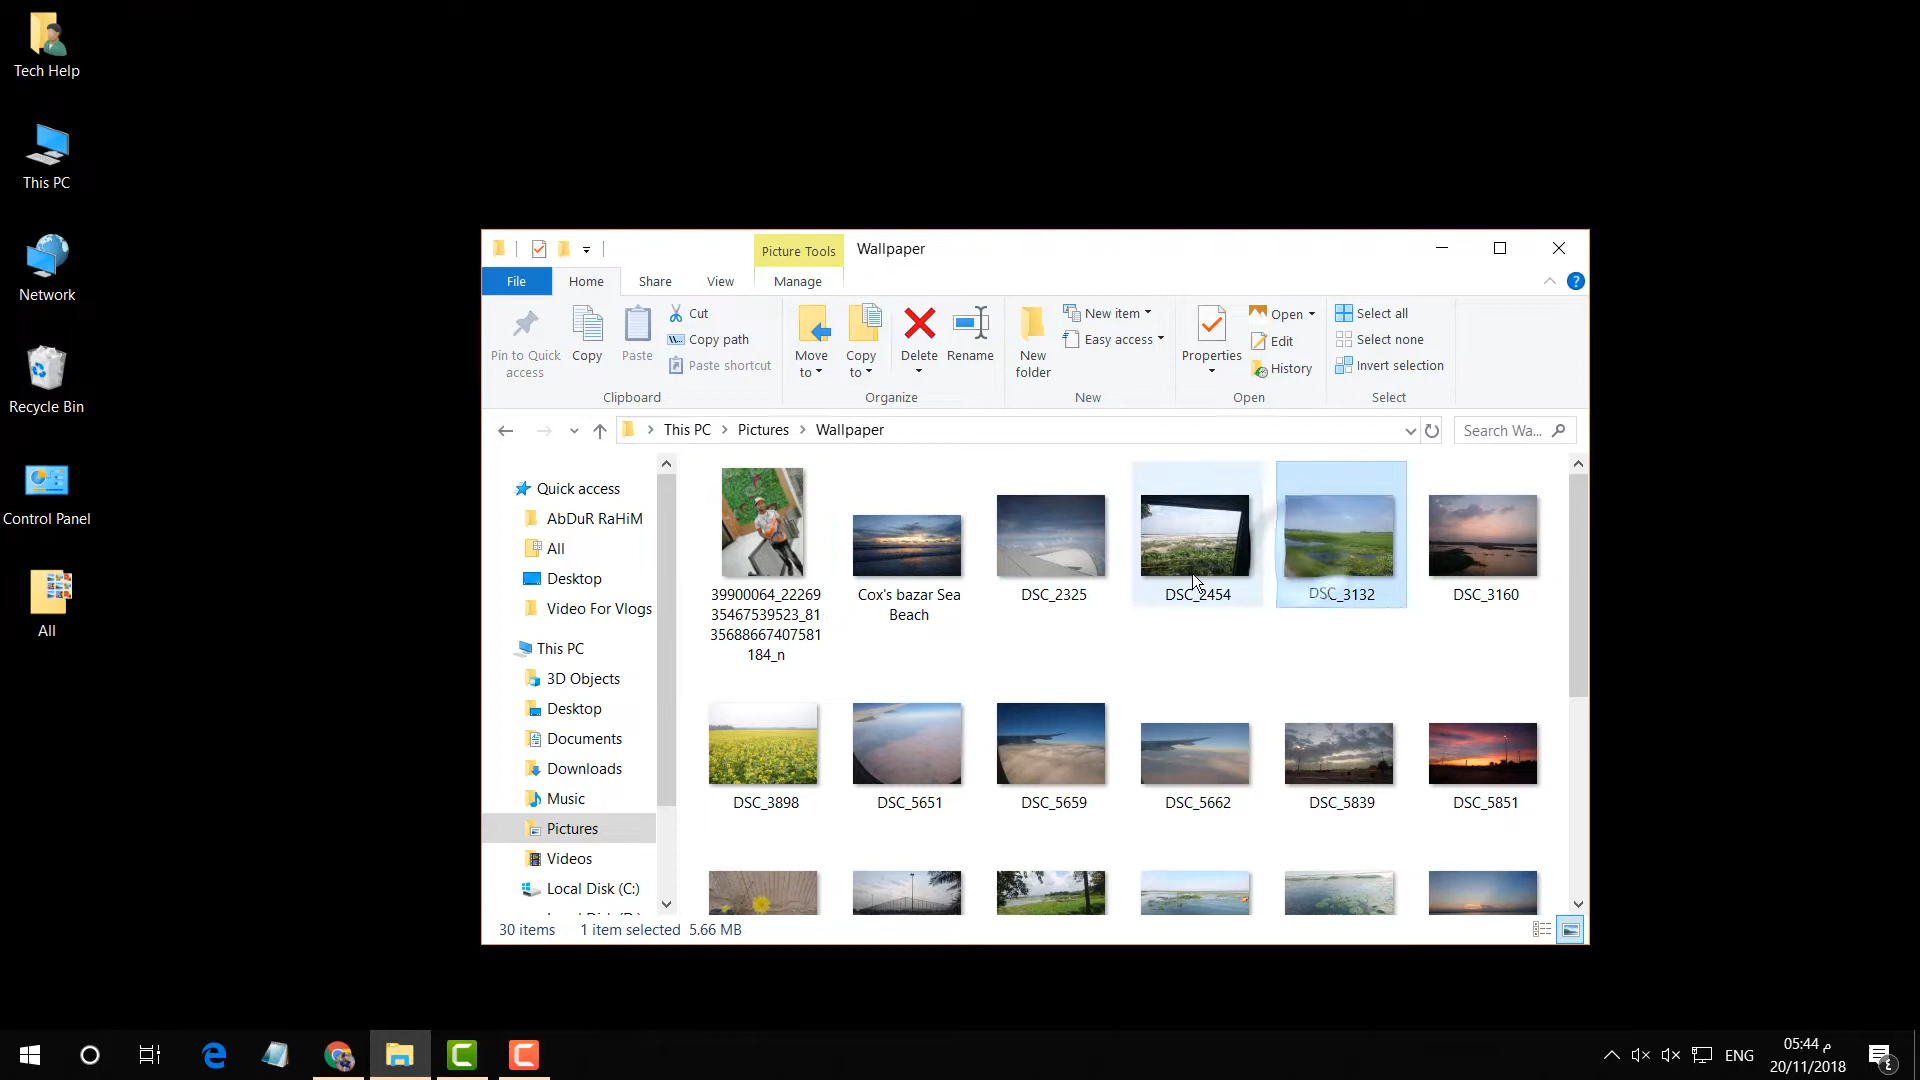 Tech Help
This PC
Network
Recycle Bin
Control Panel
All
Picture Tools
Wallpaper
File
Home
Share
View
Manage
Pin to Quick
access
Copy
Paste
Cut
Copy path
Paste shortcut
Clipboard
Move
to
Copy
to
Delete
Rename
Organize
New
folder
New item
Easy access
New
Properties
Open
Edit
History
Open
Select all
Select none
Invert selection
Select
This PC
Pictures
Wallpaper
Search Wa...
Quick access
AbDuR RaHiM
All
Desktop
Video For Vlogs
This PC
3D Objects
Desktop
Documents
Downloads
Music
Pictures
Videos
Local Disk (C:)
39900064_22269
35467539523_81
35688667407581
184_n
Cox's bazar Sea
Beach
DSC_2325
DSC_2454
DSC_3132
DSC_3160
DSC_3898
DSC_5651
DSC_5659
DSC_5662
DSC_5839
DSC_5851
30 items
1 item selected 5.66 MB
ENG
05:44 م
20/11/2018
٤